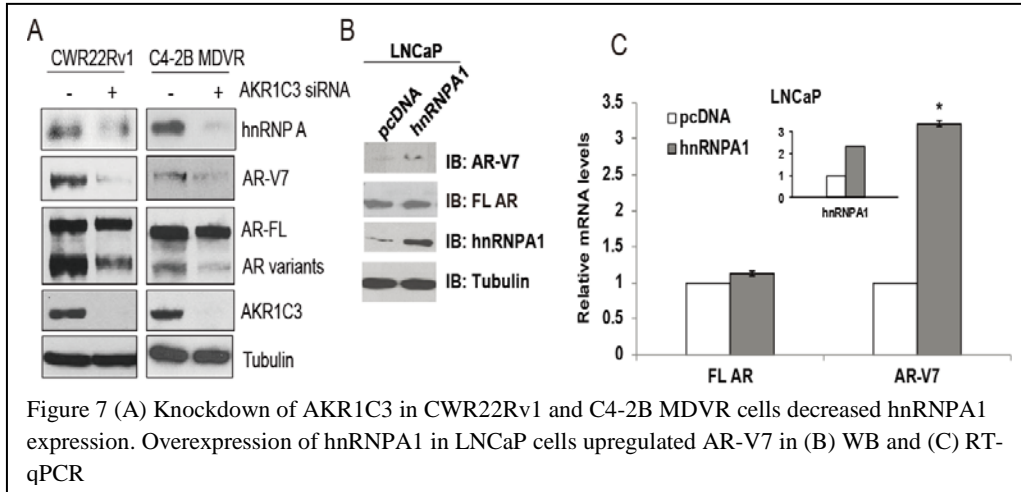 A
CWR22Rv1 C4-2B MDVR
- + - + AKR1C3 siRNA
hnRNP A
AR-V7
AR-FL
AR variants
AKR1C3
Tubulin
B
LNCaP
pcDNA hnRNPA1
IB: AR-V7
IB: FL AR
IB: hnRNPA1
IB: Tubulin
C
Relative mRNA levels
3.5
3
2.5
2
1.5
1
0.5
0
LNCaP
pcDNA
hnRNPA1
3
2
1
0
hnRNPA1
*
FL AR AR-V7
Figure 7 (A) Knockdown of AKR1C3 in CWR22Rv1 and C4-2B MDVR cells decreased hnRNPA1
expression. Overexpression of hnRNPA1 in LNCaP cells upregulated AR-V7 in (B) WB and (C) RT-
qPCR